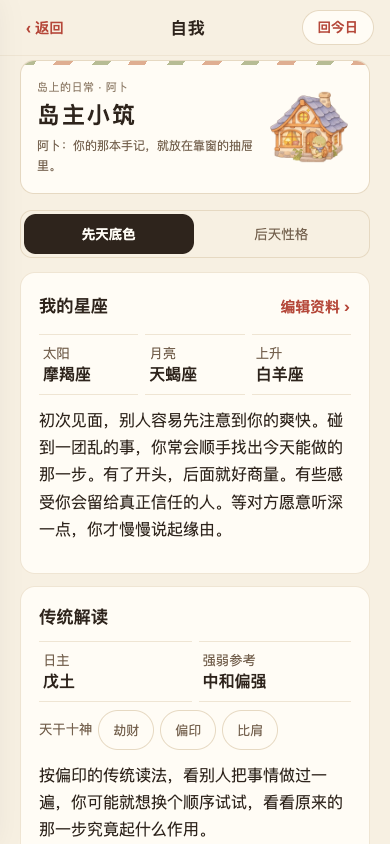 ‹ 返回
自我
回今日
岛上的日常 · 阿卜
岛主小筑
阿卜：你的那本手记，就放在靠窗的抽屉
里。
先天底色
后天性格
我的星座
编辑资料 ›
太阳
月亮
上升
摩羯座
天蝎座
白羊座
初次见面，别人容易先注意到你的爽快。碰
到一团乱的事，你常会顺手找出今天能做的
那一步。有了开头，后面就好商量。有些感
受你会留给真正信任的人。等对方愿意听深
一点，你才慢慢说起缘由。
传统解读
日主
强弱参考
戊土
中和偏强
天干十神
劫财
偏印
比肩
按偏印的传统读法，看别人把事情做过一
遍，你可能就想换个顺序试试，看看原来的
那一步究竟起什么作用。